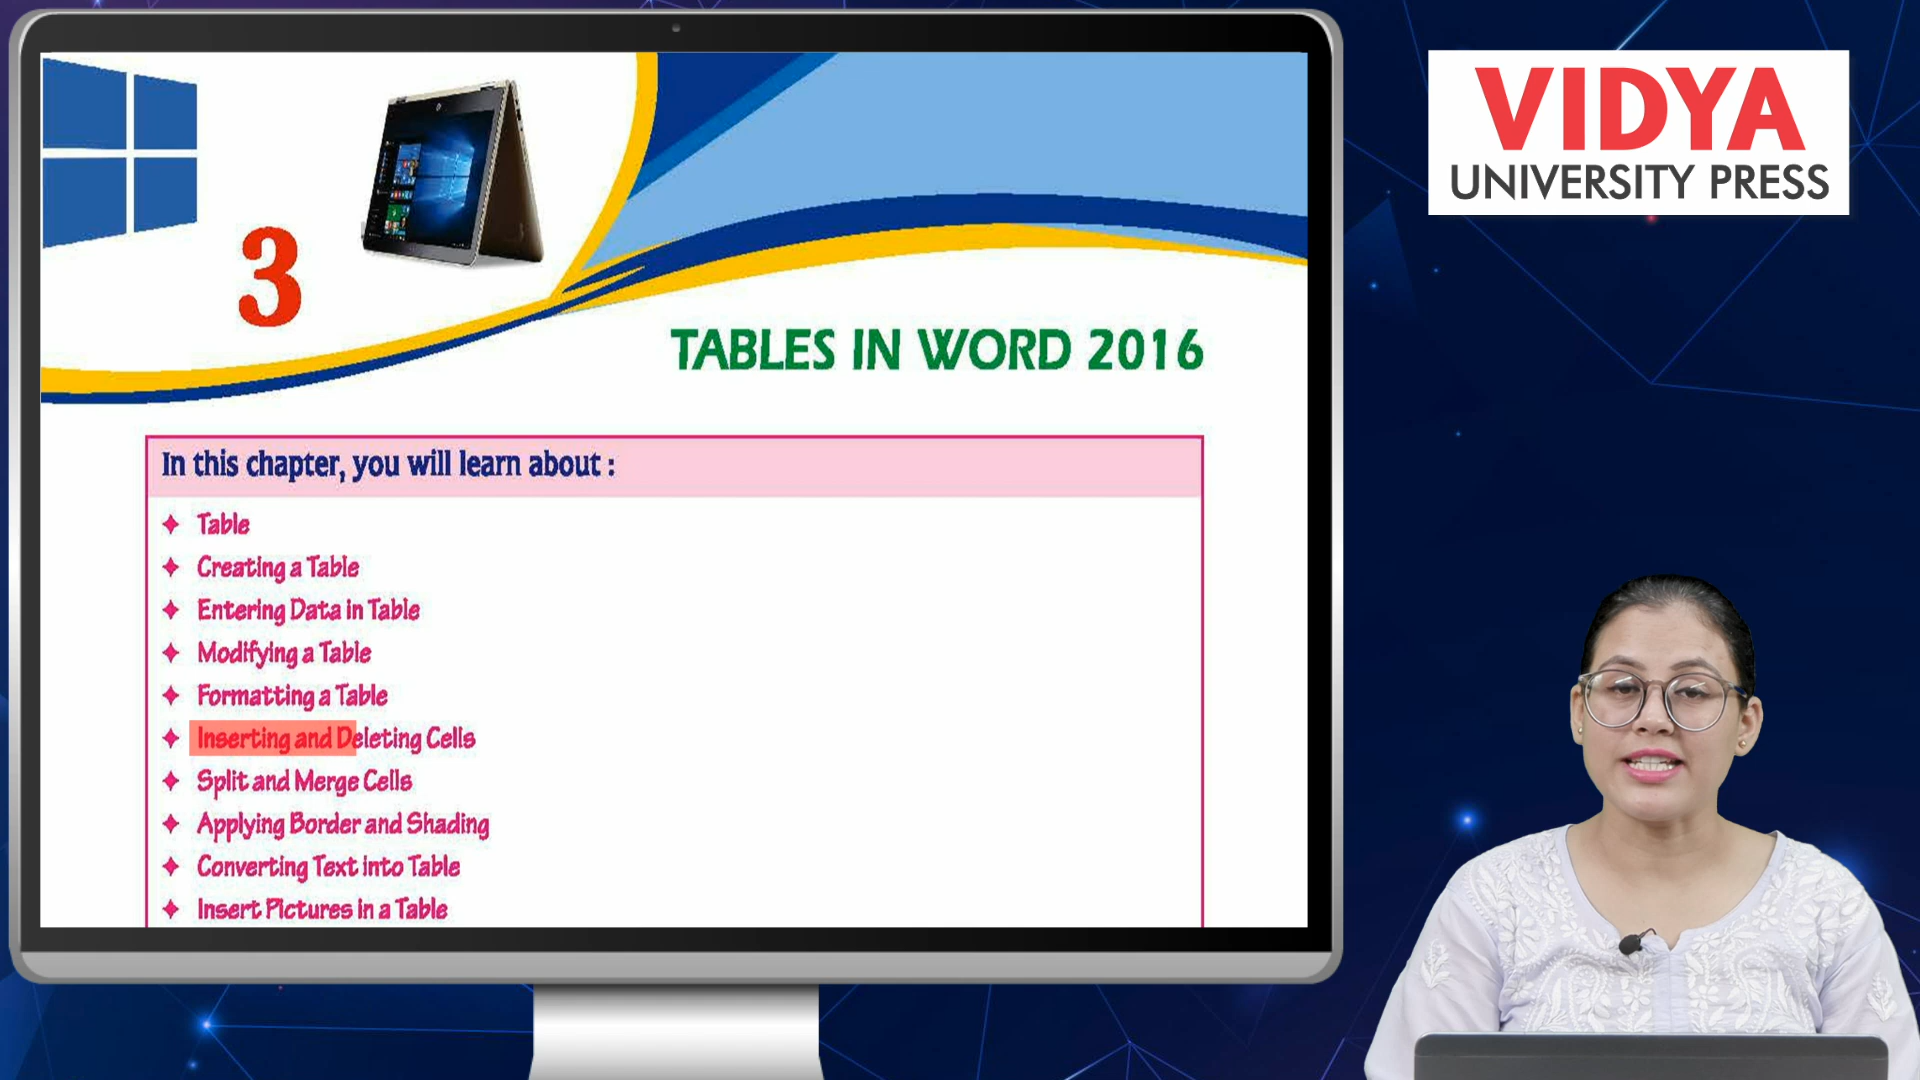 VIDYA
UNIVERSITY PRESS
3
TABLES IN WORD 2016
In this chapter, you will learn about :
✦ Table
✦ Creating a Table
✦ Entering Data in Table
✦ Modifying a Table
✦ Formatting a Table
✦ Inserting and Deleting Cells
✦ Split and Merge Cells
✦ Applying Border and Shading
✦ Converting Text into Table
✦ Insert Pictures in a Table